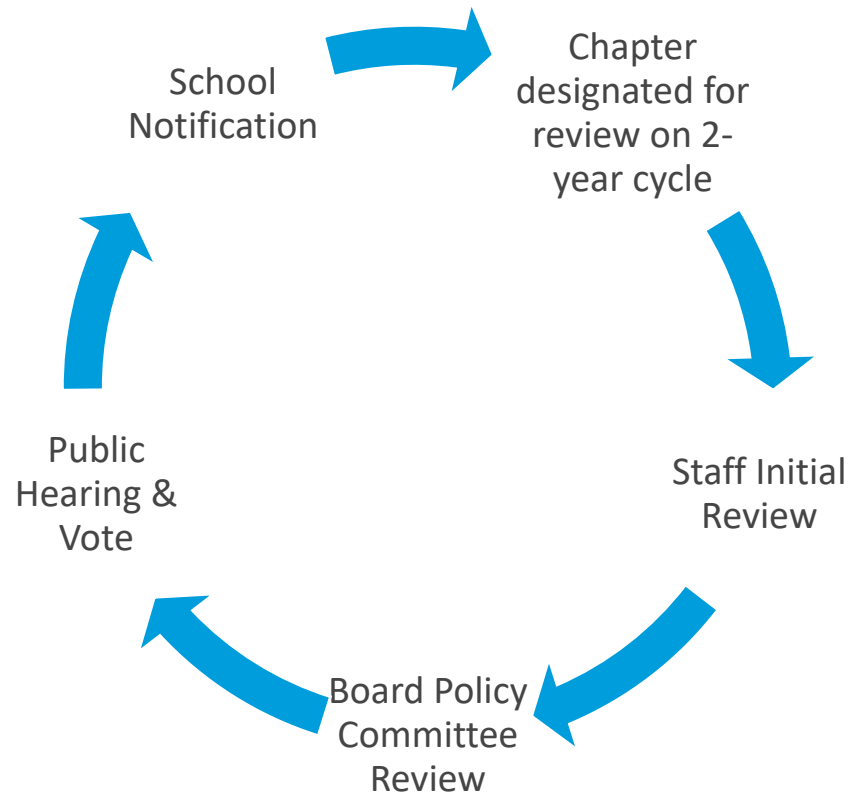 School
Notification
Chapter
designated for
review on 2-
year cycle
Staff Initial
Review
Board Policy
Committee
Review
Public
Hearing &
Vote